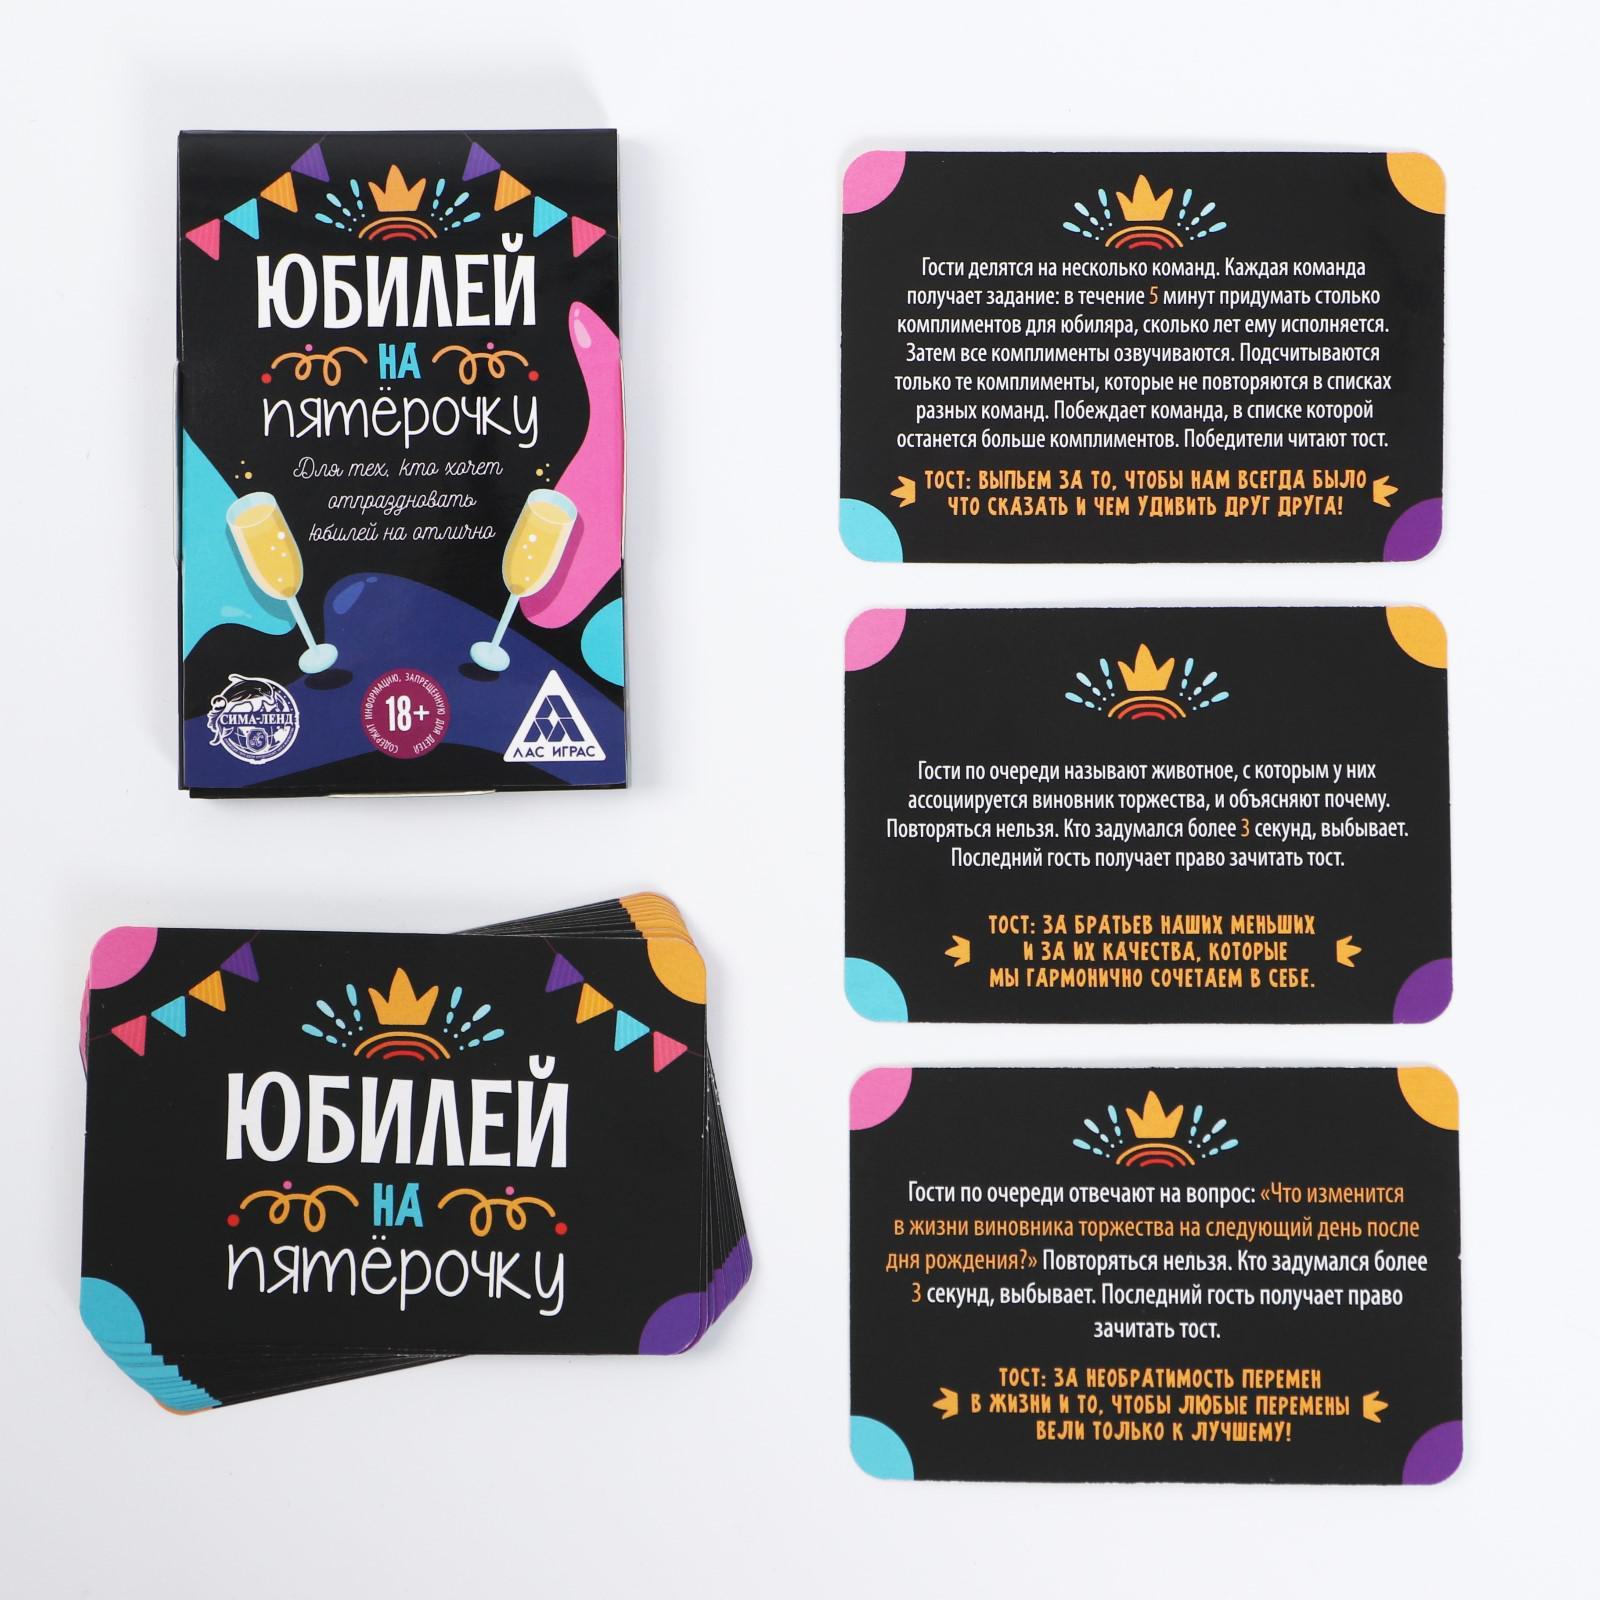 ЮБИЛЕЙ
НА
пятёрочку
Для тех, кто хочет
отпраздновать
юбилей на отлично
СИМА-ЛЕНД
СОДЕРЖИТ ИНФОРМАЦИЮ, ЗАПРЕЩЕННУЮ ДЛЯ ДЕТЕЙ
18+
ЛАС ИГРАС
ЮБИЛЕЙ
НА
пятёрочку
Гости делятся на несколько команд. Каждая команда
получает задание: в течение 5 минут придумать столько
комплиментов для юбиляра, сколько лет ему исполняется.
Затем все комплименты озвучиваются. Подсчитываются
только те комплименты, которые не повторяются в списках
разных команд. Побеждает команда, в списке которой
останется больше комплиментов. Победители читают тост.
ТОСТ: ВЫПЬЕМ ЗА ТО, ЧТОБЫ НАМ ВСЕГДА БЫЛО
ЧТО СКАЗАТЬ И ЧЕМ УДИВИТЬ ДРУГ ДРУГА!
Гости по очереди называют животное, с которым у них
ассоциируется виновник торжества, и объясняют почему.
Повторяться нельзя. Кто задумался более 3 секунд, выбывает.
Последний гость получает право зачитать тост.
ТОСТ: ЗА БРАТЬЕВ НАШИХ МЕНЬШИХ
И ЗА ИХ КАЧЕСТВА, КОТОРЫЕ
МЫ ГАРМОНИЧНО СОЧЕТАЕМ В СЕБЕ.
Гости по очереди отвечают на вопрос: «Что изменится
в жизни виновника торжества на следующий день после
дня рождения?» Повторяться нельзя. Кто задумался более
3 секунд, выбывает. Последний гость получает право
зачитать тост.
ТОСТ: ЗА НЕОБРАТИМОСТЬ ПЕРЕМЕН
В ЖИЗНИ И ТО, ЧТОБЫ ЛЮБЫЕ ПЕРЕМЕНЫ
ВЕЛИ ТОЛЬКО К ЛУЧШЕМУ!